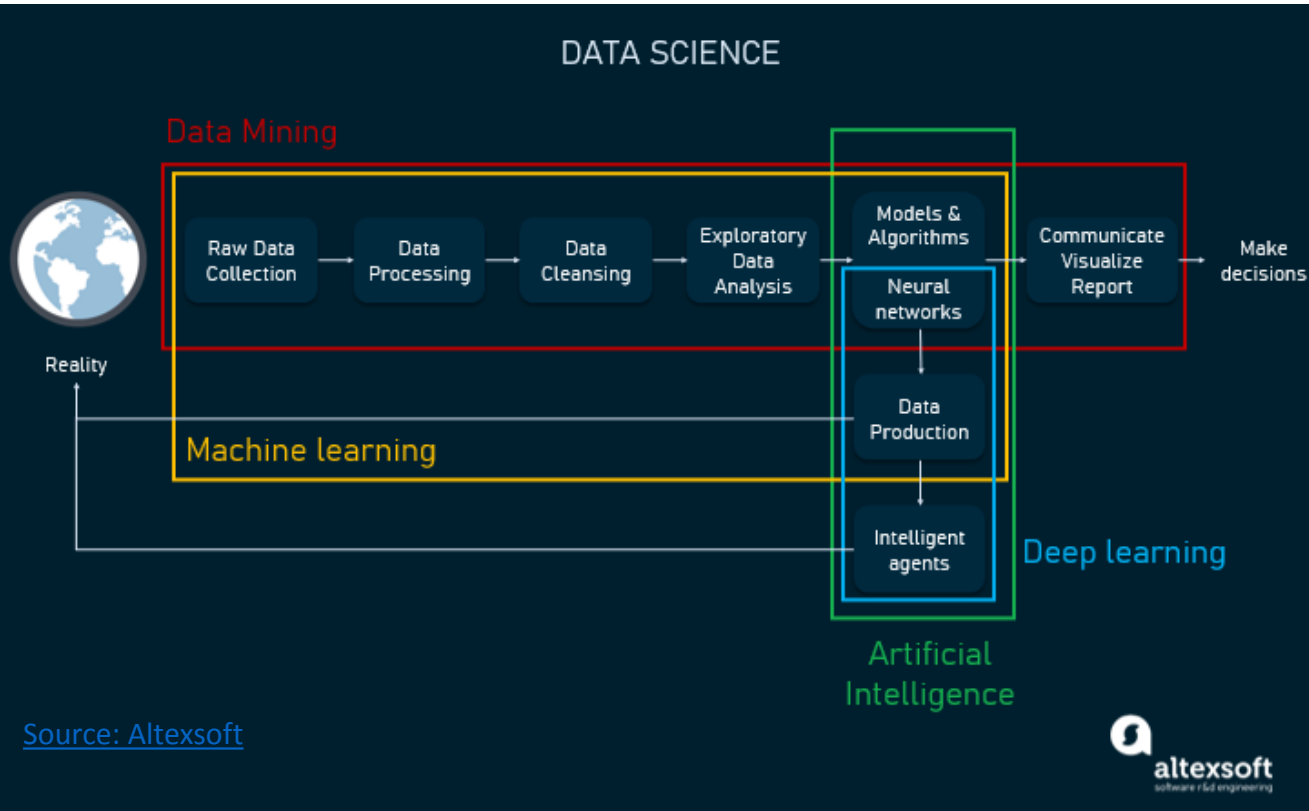 DATA SCIENCE
Data Mining
Raw Data
Collection
Data
Processing
Data
Cleansing
Exploratory
Data
Analysis
Models &
Algorithms
Neural
networks
Communicate
Visualize
Report
Make
decisions
Reality
Data
Production
Machine learning
Intelligent
agents
Deep learning
Artificial
Intelligence
Source: Altexsoft
altexsoft
software r&d engineering